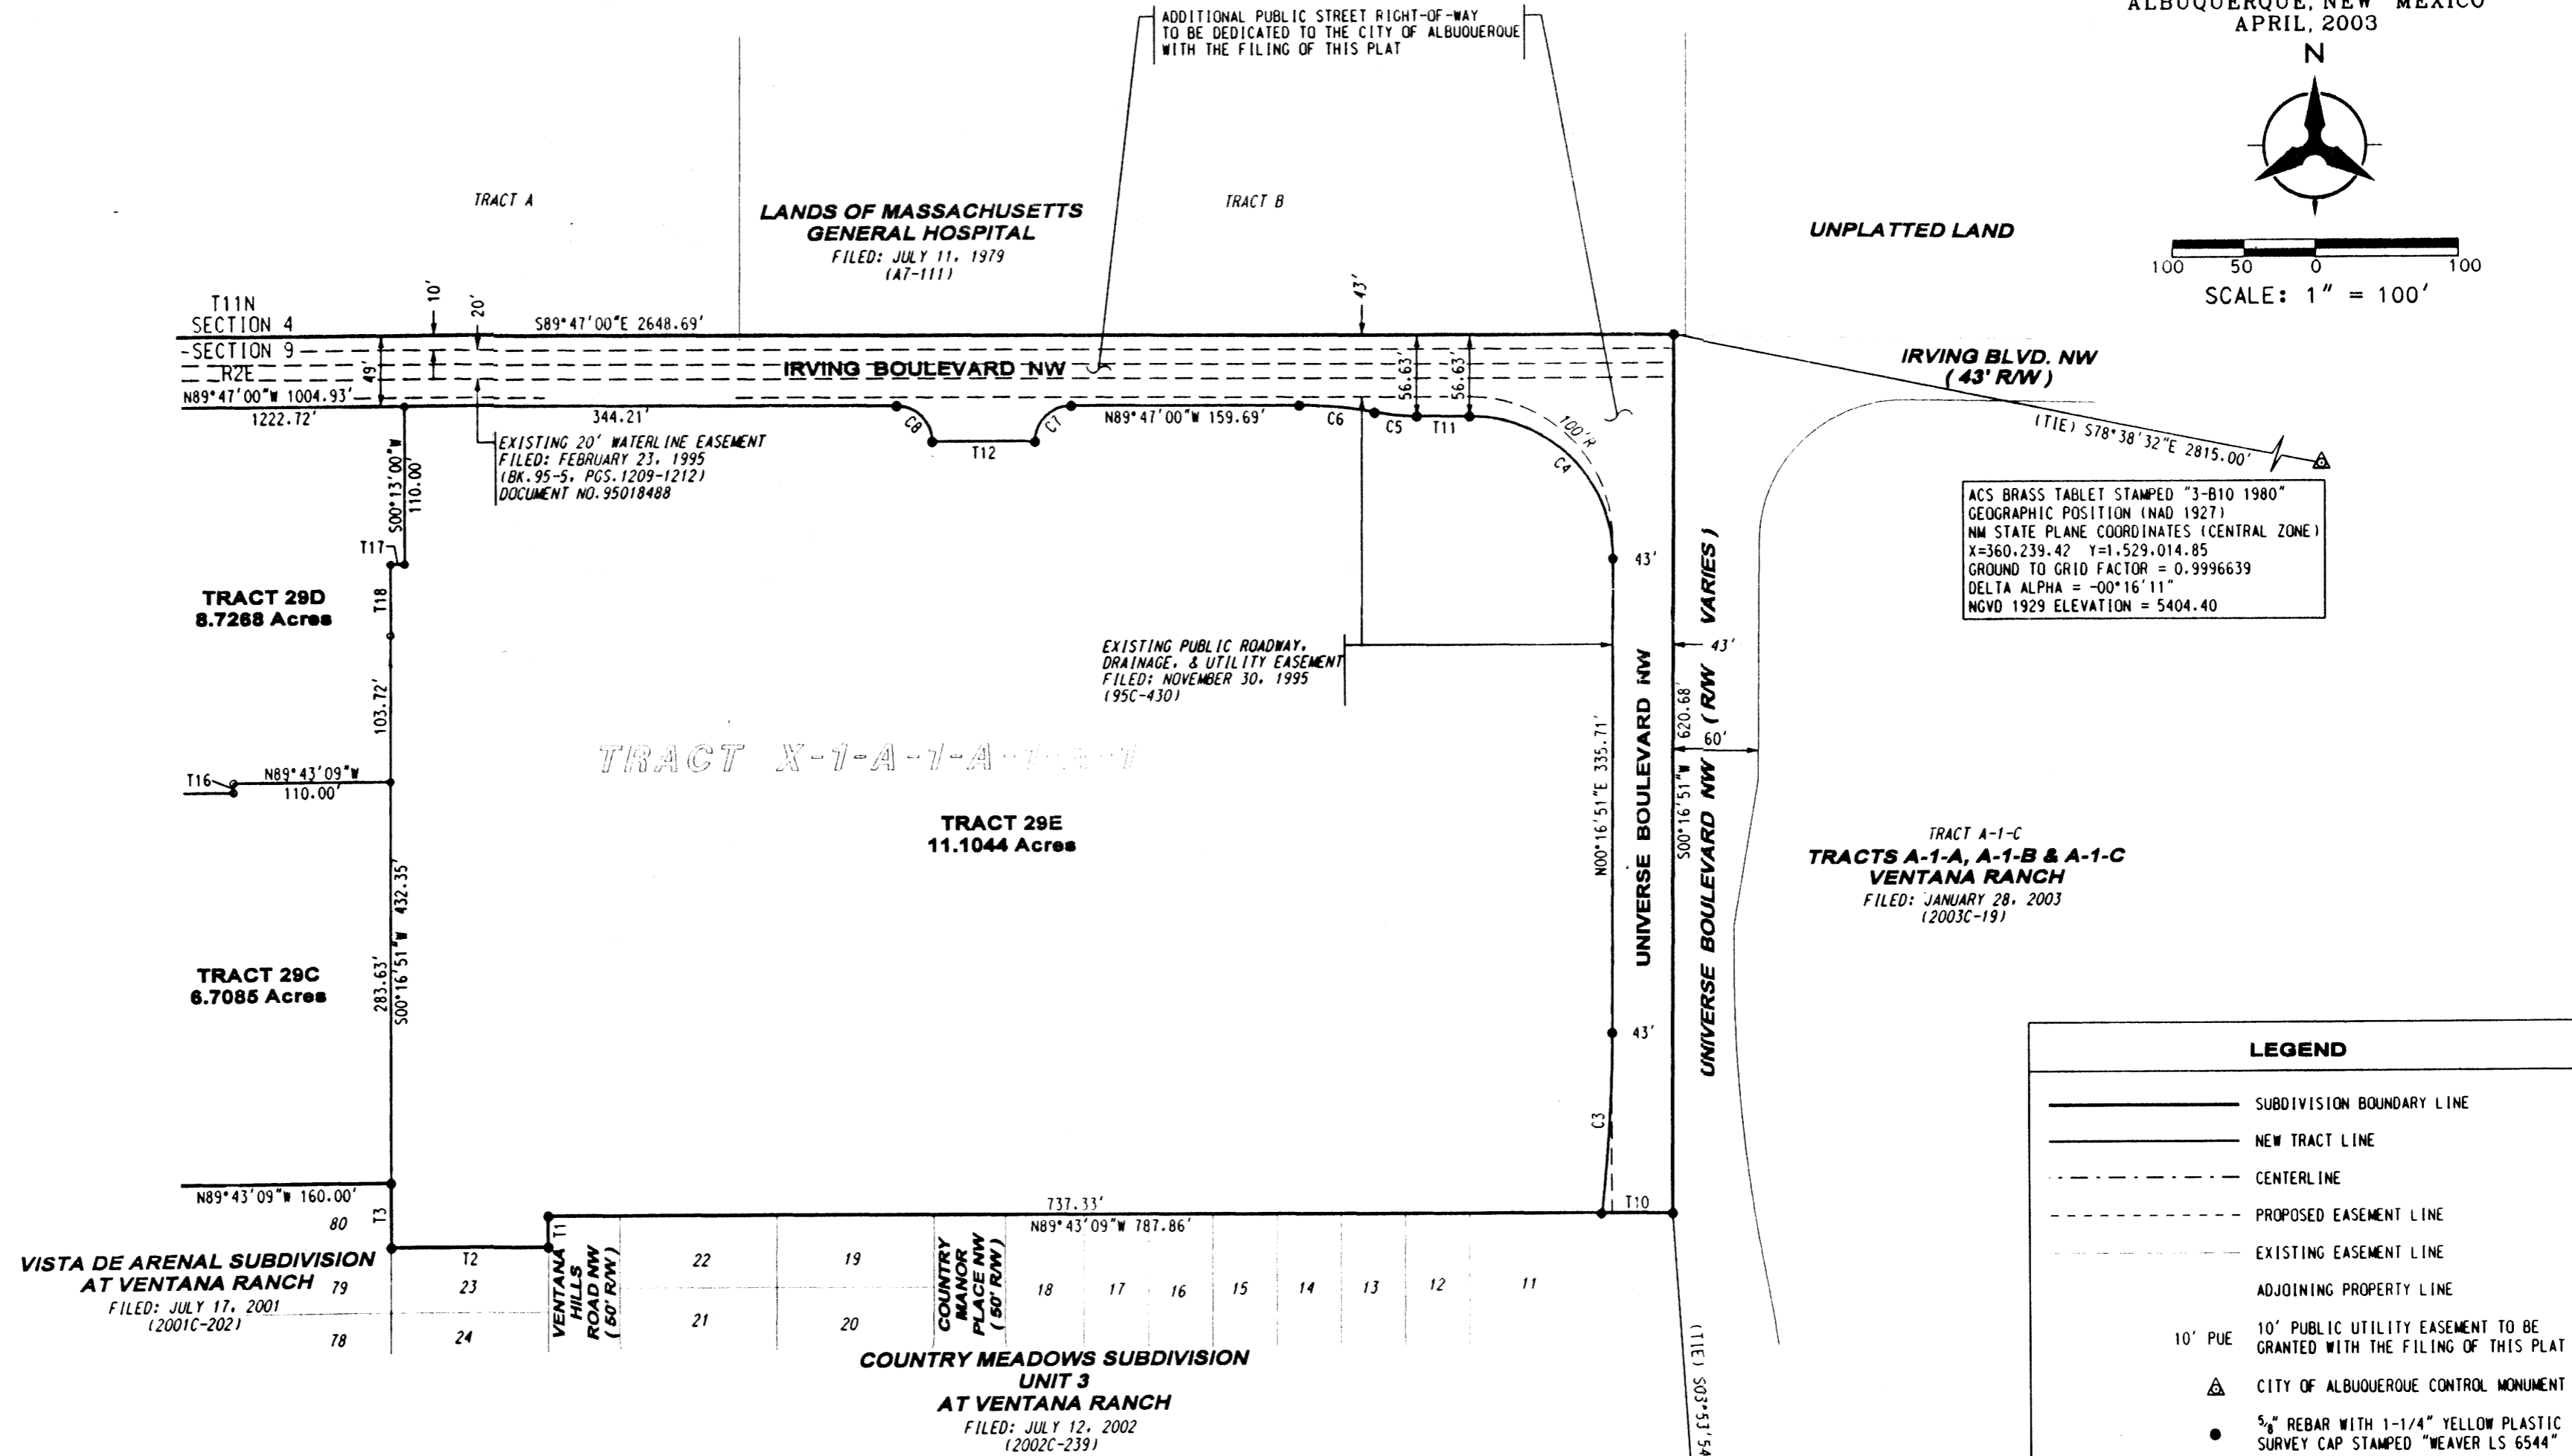 ALBUQUERQUE, NEW MEXICO
APRIL, 2003
N
100 50 0 100
SCALE: 1" = 100'
ADDITIONAL PUBLIC STREET RIGHT-OF-WAY
TO BE DEDICATED TO THE CITY OF ALBUQUERQUE
WITH THE FILING OF THIS PLAT
TRACT A
LANDS OF MASSACHUSETTS
GENERAL HOSPITAL
FILED: JULY 11, 1979
(A7-111)
TRACT B
UNPLATTED LAND
T11N
SECTION 4
SECTION 9
R2E
10'
20'
S89°47'00"E 2648.69'
43'
49'
IRVING BOULEVARD NW
56.63'
56.63'
IRVING BLVD. NW
(43' R/W)
N89°47'00"W 1004.93'
1222.72'
344.21'
C8
T12
C7
N89°47'00"W 159.69'
C6
C5
T11
100'R
C4
(TIE) S78°38'32"E 2815.00'
EXISTING 20' WATERLINE EASEMENT
FILED: FEBRUARY 23, 1995
(BK.95-5, PGS.1209-1212)
DOCUMENT NO.95018488
S00°13'00"W
110.00'
ACS BRASS TABLET STAMPED "3-B10 1980"
GEOGRAPHIC POSITION (NAD 1927)
NM STATE PLANE COORDINATES (CENTRAL ZONE)
X=360,239.42 Y=1,529,014.85
GROUND TO GRID FACTOR = 0.9996639
DELTA ALPHA = -00°16'11"
NGVD 1929 ELEVATION = 5404.40
T17
T18
TRACT 29D
8.7268 Acres
43'
EXISTING PUBLIC ROADWAY,
DRAINAGE, & UTILITY EASEMENT
FILED: NOVEMBER 30, 1995
(95C-430)
43'
103.72'
TRACT X-1-A-1-A-1-A-1
60'
T16
N89°43'09"W
110.00'
TRACT 29E
11.1044 Acres
N00°16'51"E 335.71'
UNIVERSE BOULEVARD NW
S00°16'51"W 620.68'
UNIVERSE BOULEVARD NW (R/W VARIES)
TRACT A-1-C
TRACTS A-1-A, A-1-B & A-1-C
VENTANA RANCH
FILED: JANUARY 28, 2003
(2003C-19)
TRACT 29C
6.7085 Acres
283.63'
S00°16'51"W 432.35'
43'
C3
N89°43'09"W 160.00'
T3
T1
737.33'
N89°43'09"W 787.86'
T10
80
T2
VISTA DE ARENAL SUBDIVISION
AT VENTANA RANCH
FILED: JULY 17, 2001
(2001C-202)
79
78
23
24
VENTANA
HILLS
ROAD NW
(50' R/W)
22
21
19
20
COUNTRY
MANOR
PLACE NW
(50' R/W)
18
17
16
15
14
13
12
11
COUNTRY MEADOWS SUBDIVISION
UNIT 3
AT VENTANA RANCH
FILED: JULY 12, 2002
(2002C-239)
(TIE) S03°53'54
LEGEND
SUBDIVISION BOUNDARY LINE
NEW TRACT LINE
CENTERLINE
PROPOSED EASEMENT LINE
EXISTING EASEMENT LINE
ADJOINING PROPERTY LINE
10' PUE 10' PUBLIC UTILITY EASEMENT TO BE
GRANTED WITH THE FILING OF THIS PLAT
CITY OF ALBUQUERQUE CONTROL MONUMENT
5/8" REBAR WITH 1-1/4" YELLOW PLASTIC
SURVEY CAP STAMPED "WEAVER LS 6544"